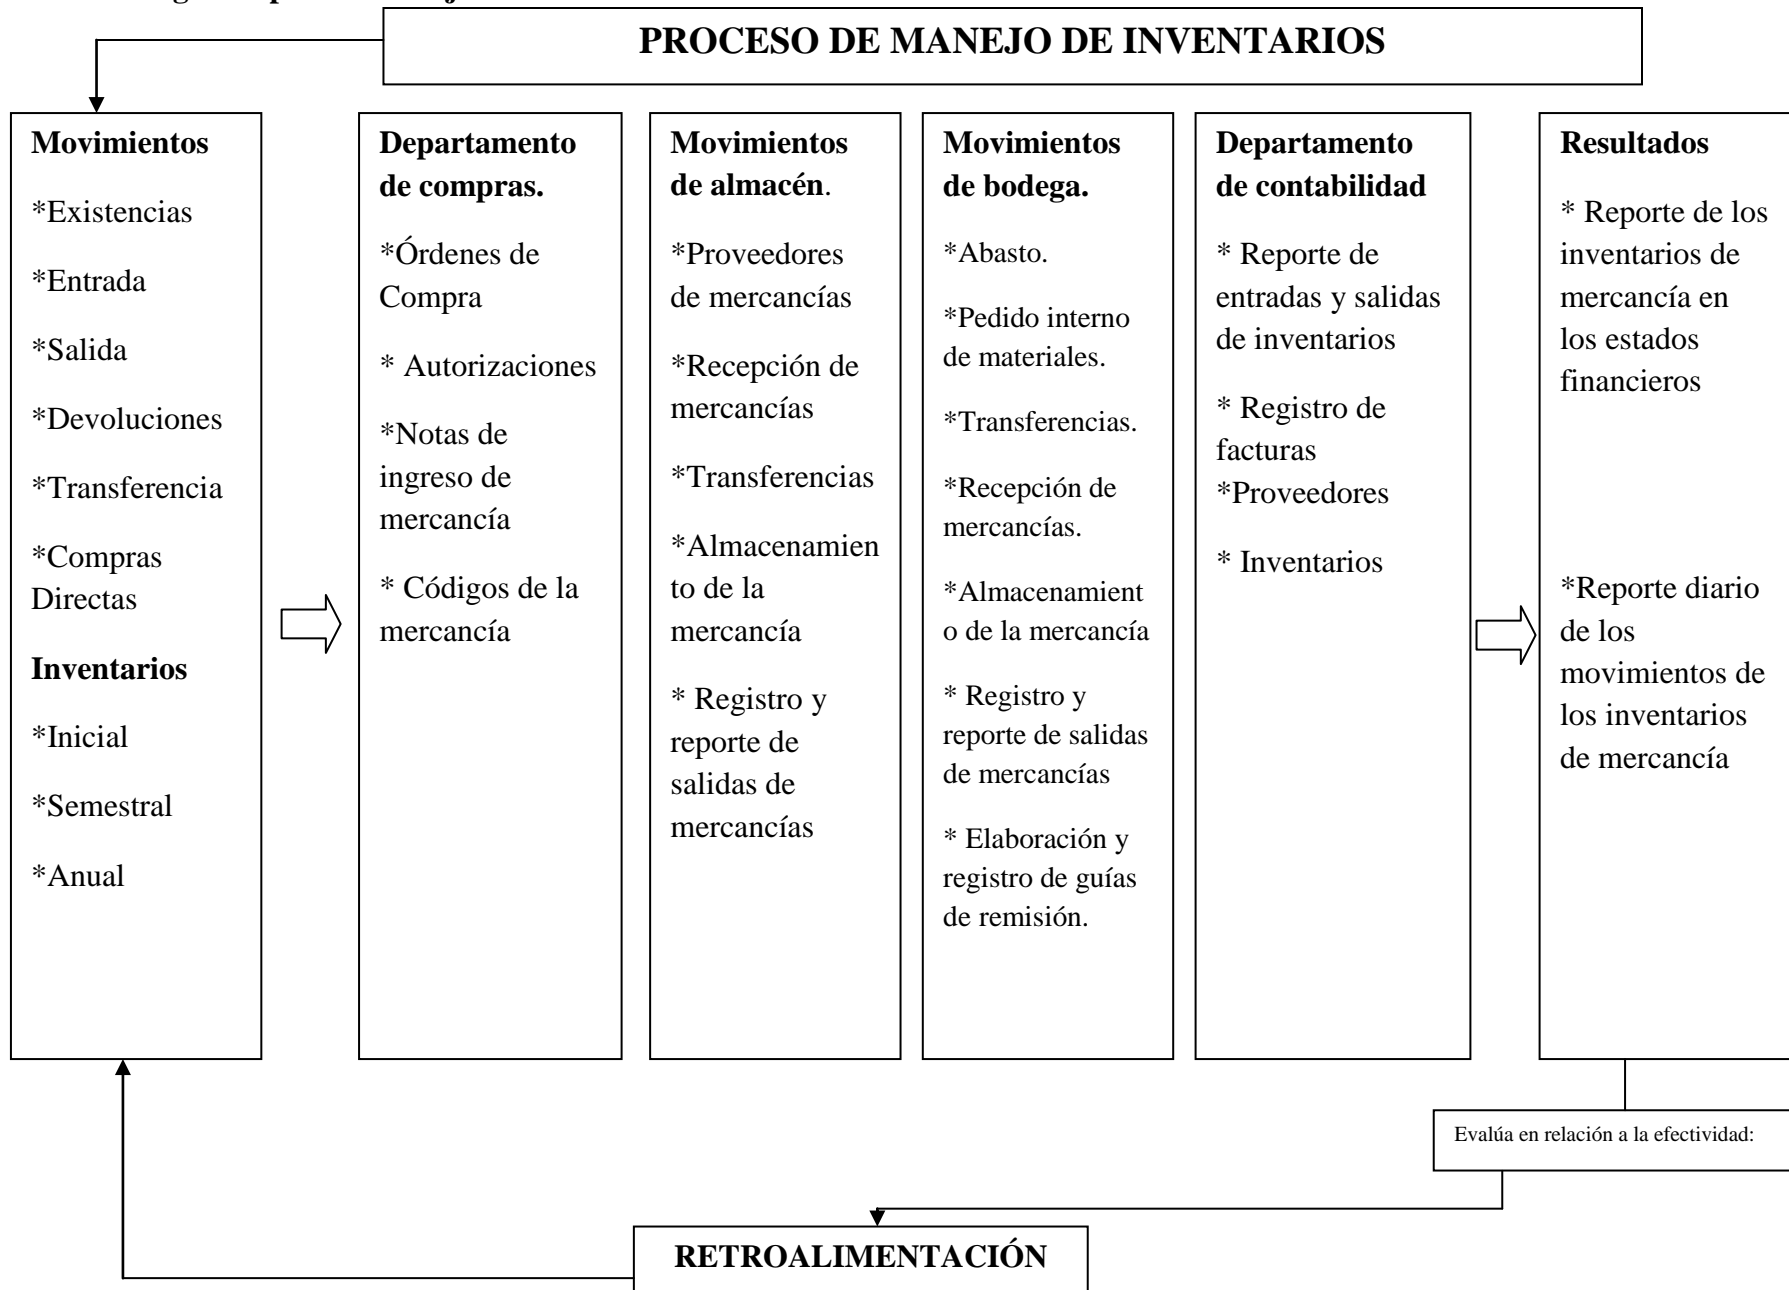 PROCESO DE MANEJO DE INVENTARIOS
Movimientos
*Existencias
*Entrada
*Salida
*Devoluciones
*Transferencia
*Compras
Directas
Inventarios
*Inicial
*Semestral
*Anual
Departamento
de compras.
*Órdenes de
Compra
* Autorizaciones
*Notas de
ingreso de
mercancía
* Códigos de la
mercancía
Movimientos
de almacén.
*Proveedores
de mercancías
*Recepción de
mercancías
*Transferencias
*Almacenamien
to de la
mercancía
* Registro y
reporte de
salidas de
mercancías
Movimientos
de bodega.
*Abasto.
*Pedido interno
de materiales.
*Transferencias.
*Recepción de
mercancías.
*Almacenamient
o de la mercancía
* Registro y
reporte de salidas
de mercancías
* Elaboración y
registro de guías
de remisión.
Departamento
de contabilidad
* Reporte de
entradas y salidas
de inventarios
* Registro de
facturas
*Proveedores
* Inventarios
Resultados
* Reporte de los
inventarios de
mercancía en
los estados
financieros
*Reporte diario
de los
movimientos de
los inventarios
de mercancía
Evalúa en relación a la efectividad:
RETROALIMENTACIÓN